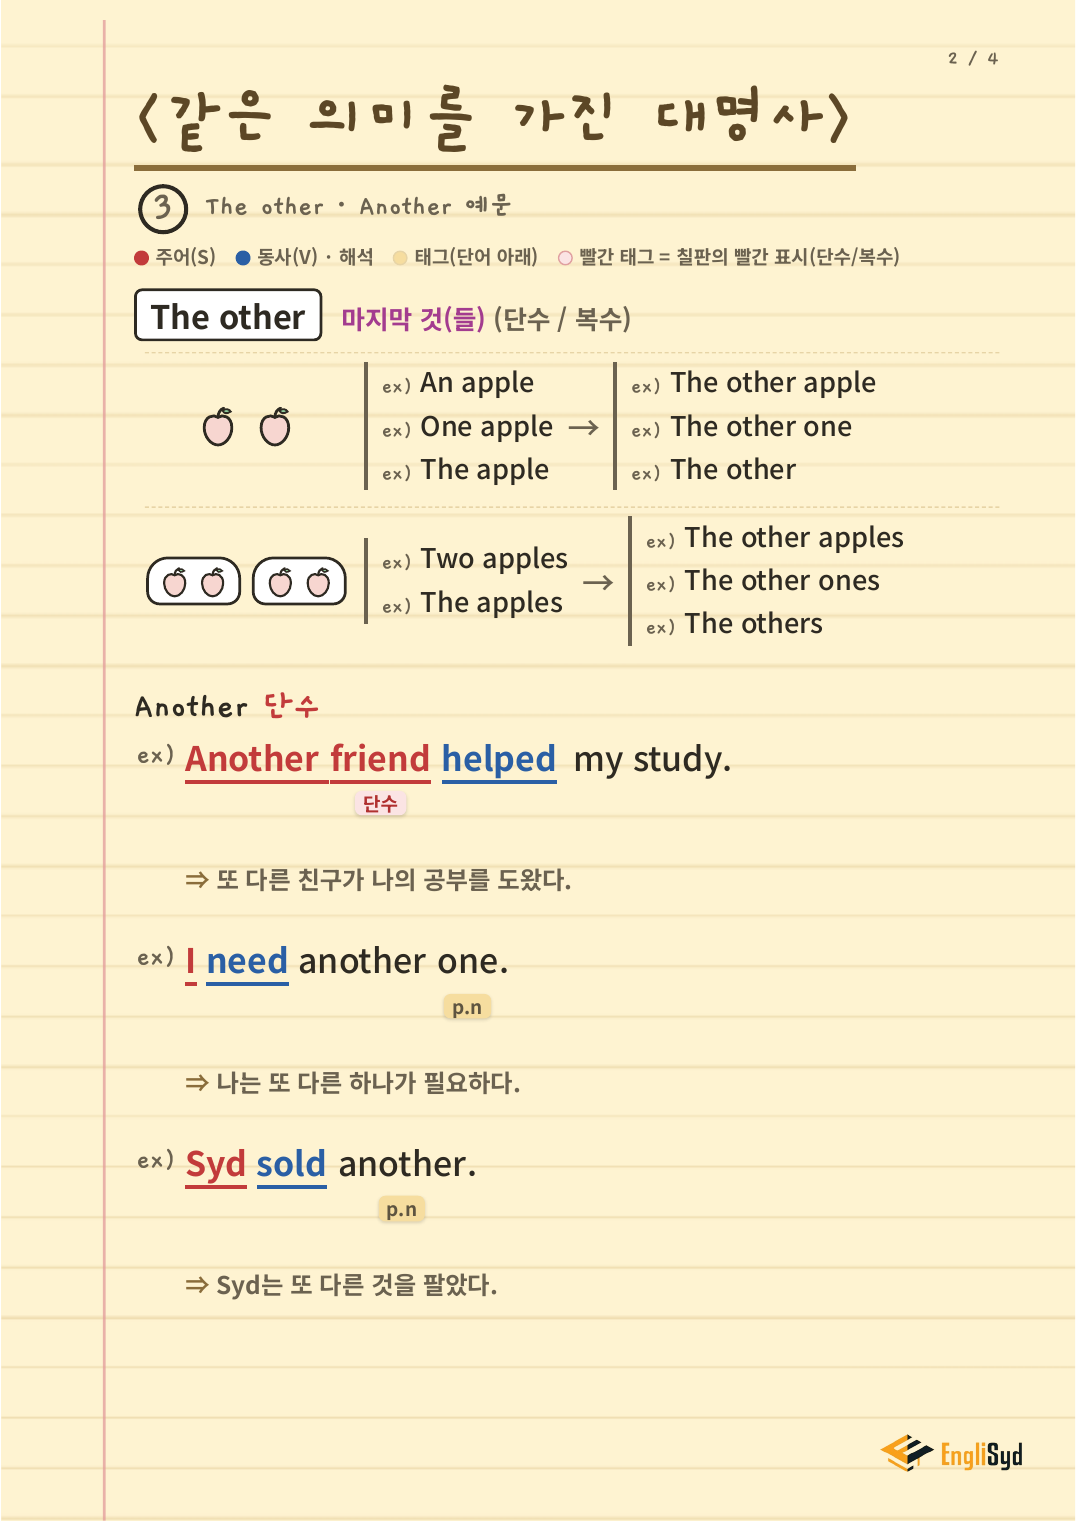 2 / 4
<같은 의미를 가진 대명사>
3 The other · Another 예문
주어(S) 동사(V) · 해석 태그(단어 아래) 빨간 태그 = 칠판의 빨간 표시(단수/복수)
The other 마지막 것(들) (단수 / 복수)
ex) An apple ex) The other apple
ex) One apple → ex) The other one
ex) The apple ex) The other
ex) The other apples
ex) Two apples
→ ex) The other ones
ex) The apples
ex) The others
Another 단수
ex) Another friend helped my study.
단수
⇒ 또 다른 친구가 나의 공부를 도왔다.
ex) I need another one.
p.n
⇒ 나는 또 다른 하나가 필요하다.
ex) Syd sold another.
p.n
⇒ Syd는 또 다른 것을 팔았다.
EngliSyd